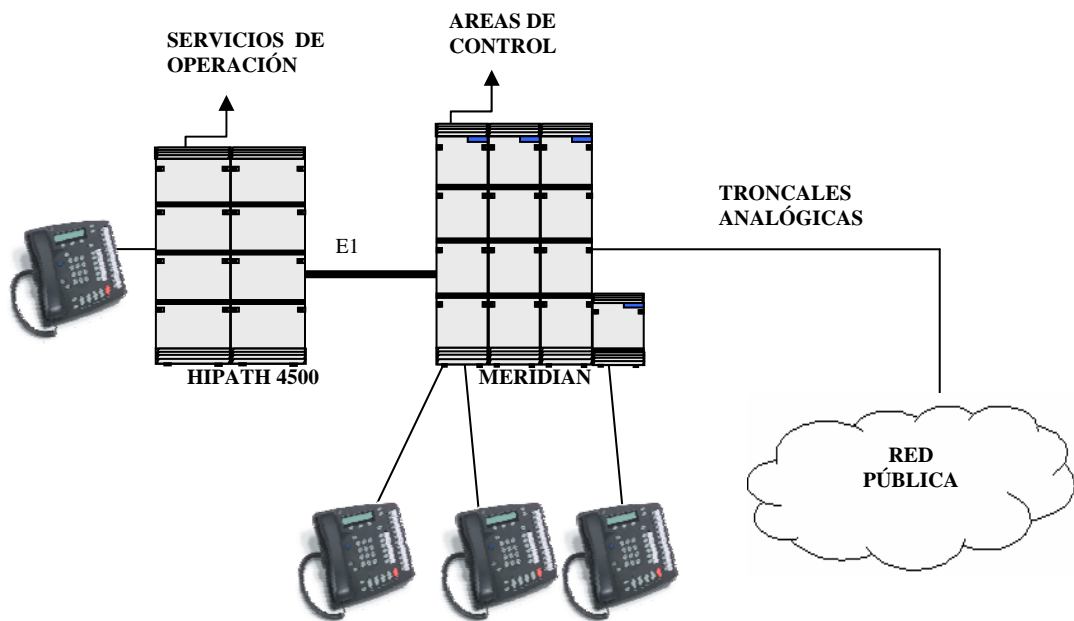 SERVICIOS DE
OPERACIÓN
AREAS DE
CONTROL
TRONCALES
ANALÓGICAS
E1
HIPATH 4500
MERIDIAN
RED
PÚBLICA